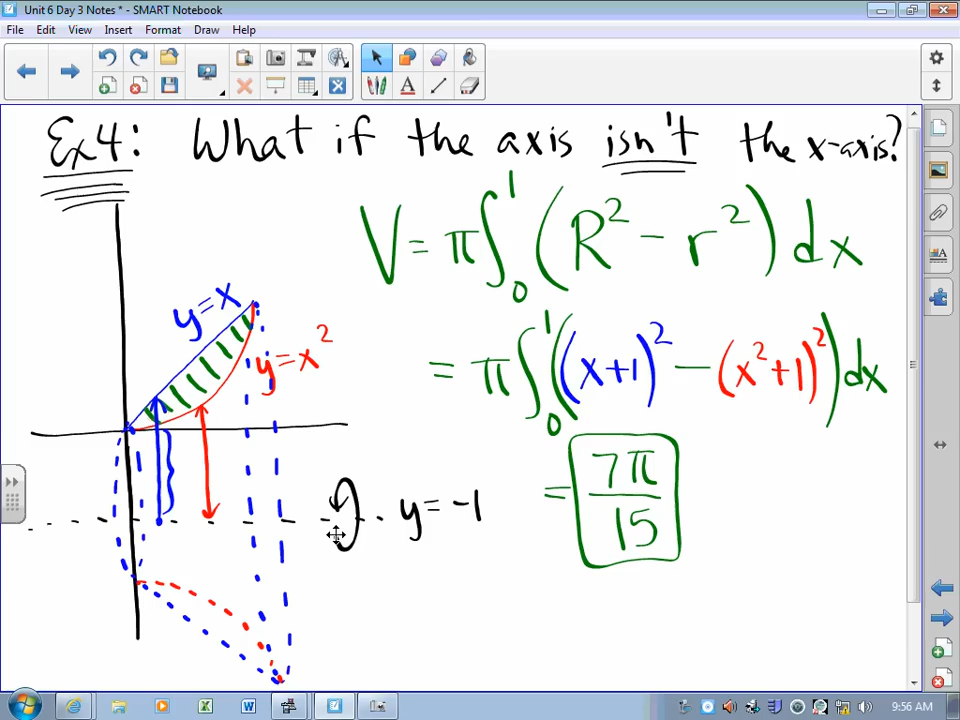 Unit 6 Day 3 Notes * - SMART Notebook
File Edit View Insert Format Draw Help
Ex4: What if the axis isn't the x-axis?
V = π∫₀¹ (R² − r²) dx
y=x
y=x²
= π∫₀¹ ((x+1)² − (x²+1)²) dx
= 7π/15
y = -1
9:56 AM